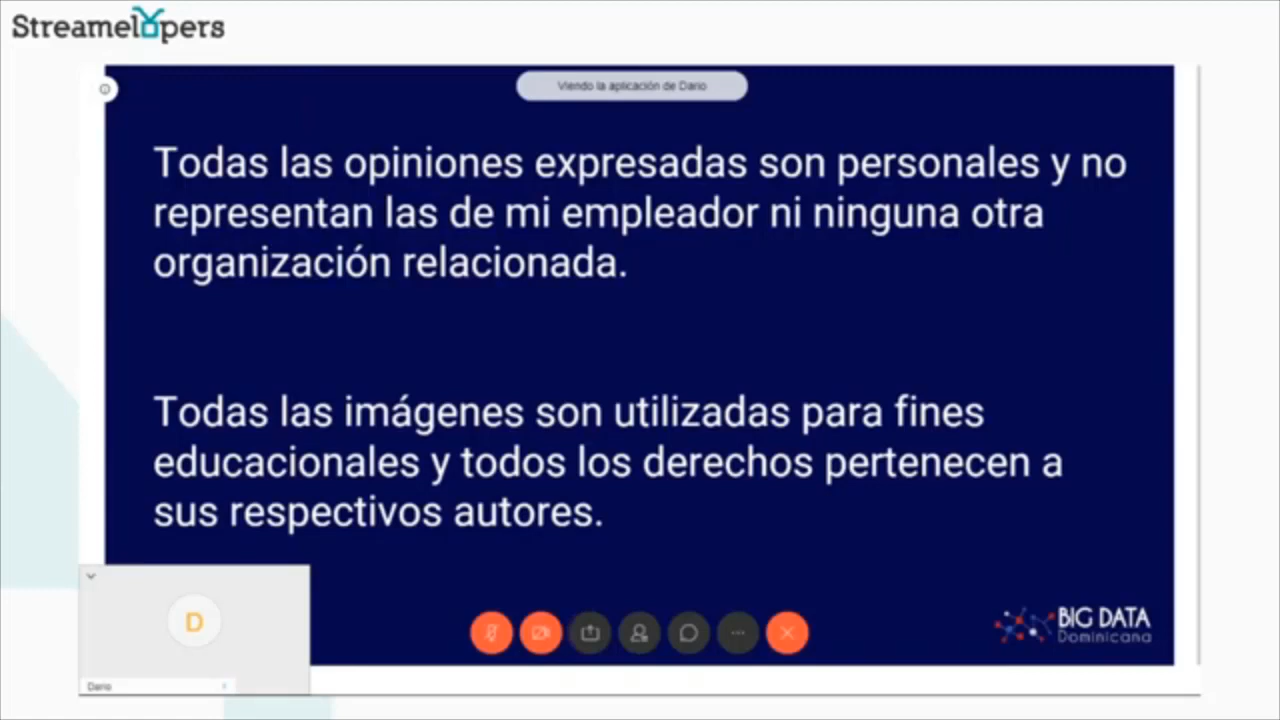 Streamelopers
Viendo la aplicación de Dario
Todas las opiniones expresadas son personales y no
representan las de mi empleador ni ninguna otra
organización relacionada.
Todas las imágenes son utilizadas para fines
educacionales y todos los derechos pertenecen a
sus respectivos autores.
D
Dario
BIG DATA
Dominicana